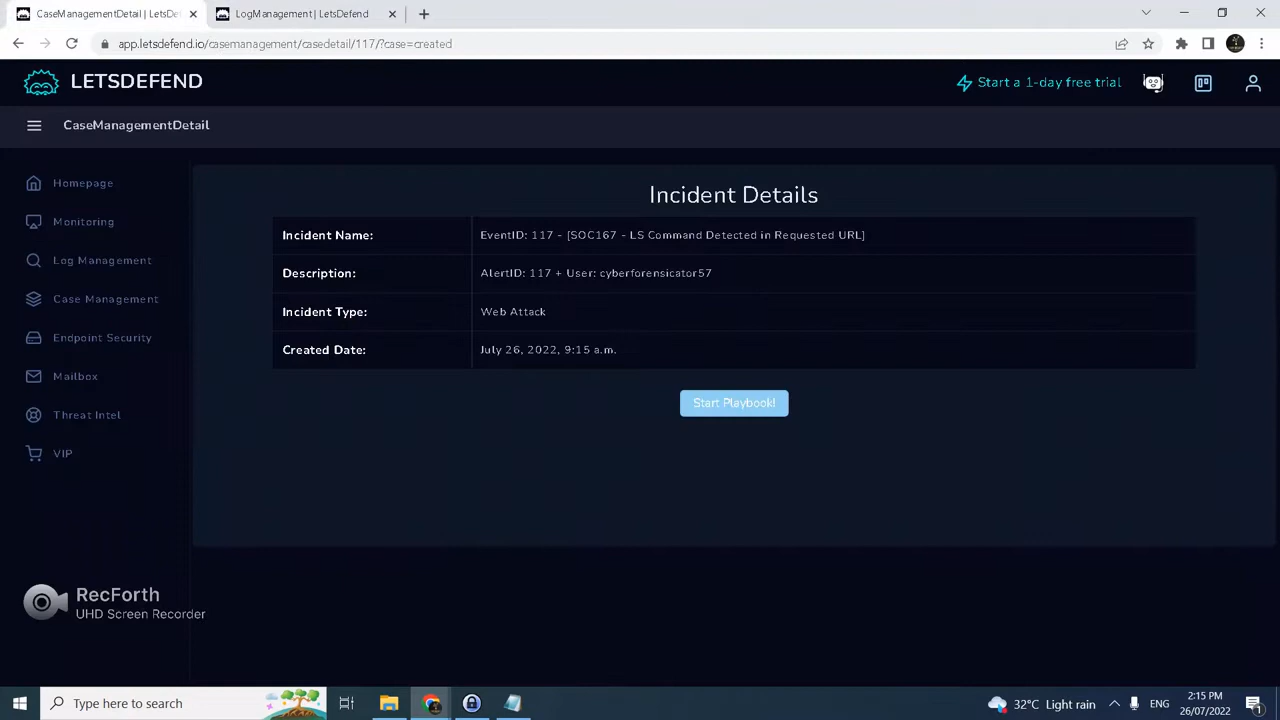 CaseManagementDetail | LetsDe
LogManagement | LetsDefend
app.letsdefend.io/casemanagement/casedetail/117/?case=created
LETSDEFEND
Start a 1-day free trial
CaseManagementDetail
Homepage
Monitoring
Log Management
Case Management
Endpoint Security
Mailbox
Threat Intel
VIP
Incident Details
Incident Name: EventID: 117 - [SOC167 - LS Command Detected in Requested URL]
Description: AlertID: 117 + User: cyberforensicator57
Incident Type: Web Attack
Created Date: July 26, 2022, 9:15 a.m.
Start Playbook!
RecForth
UHD Screen Recorder
Type here to search
32°C Light rain
ENG
2:15 PM
26/07/2022
1